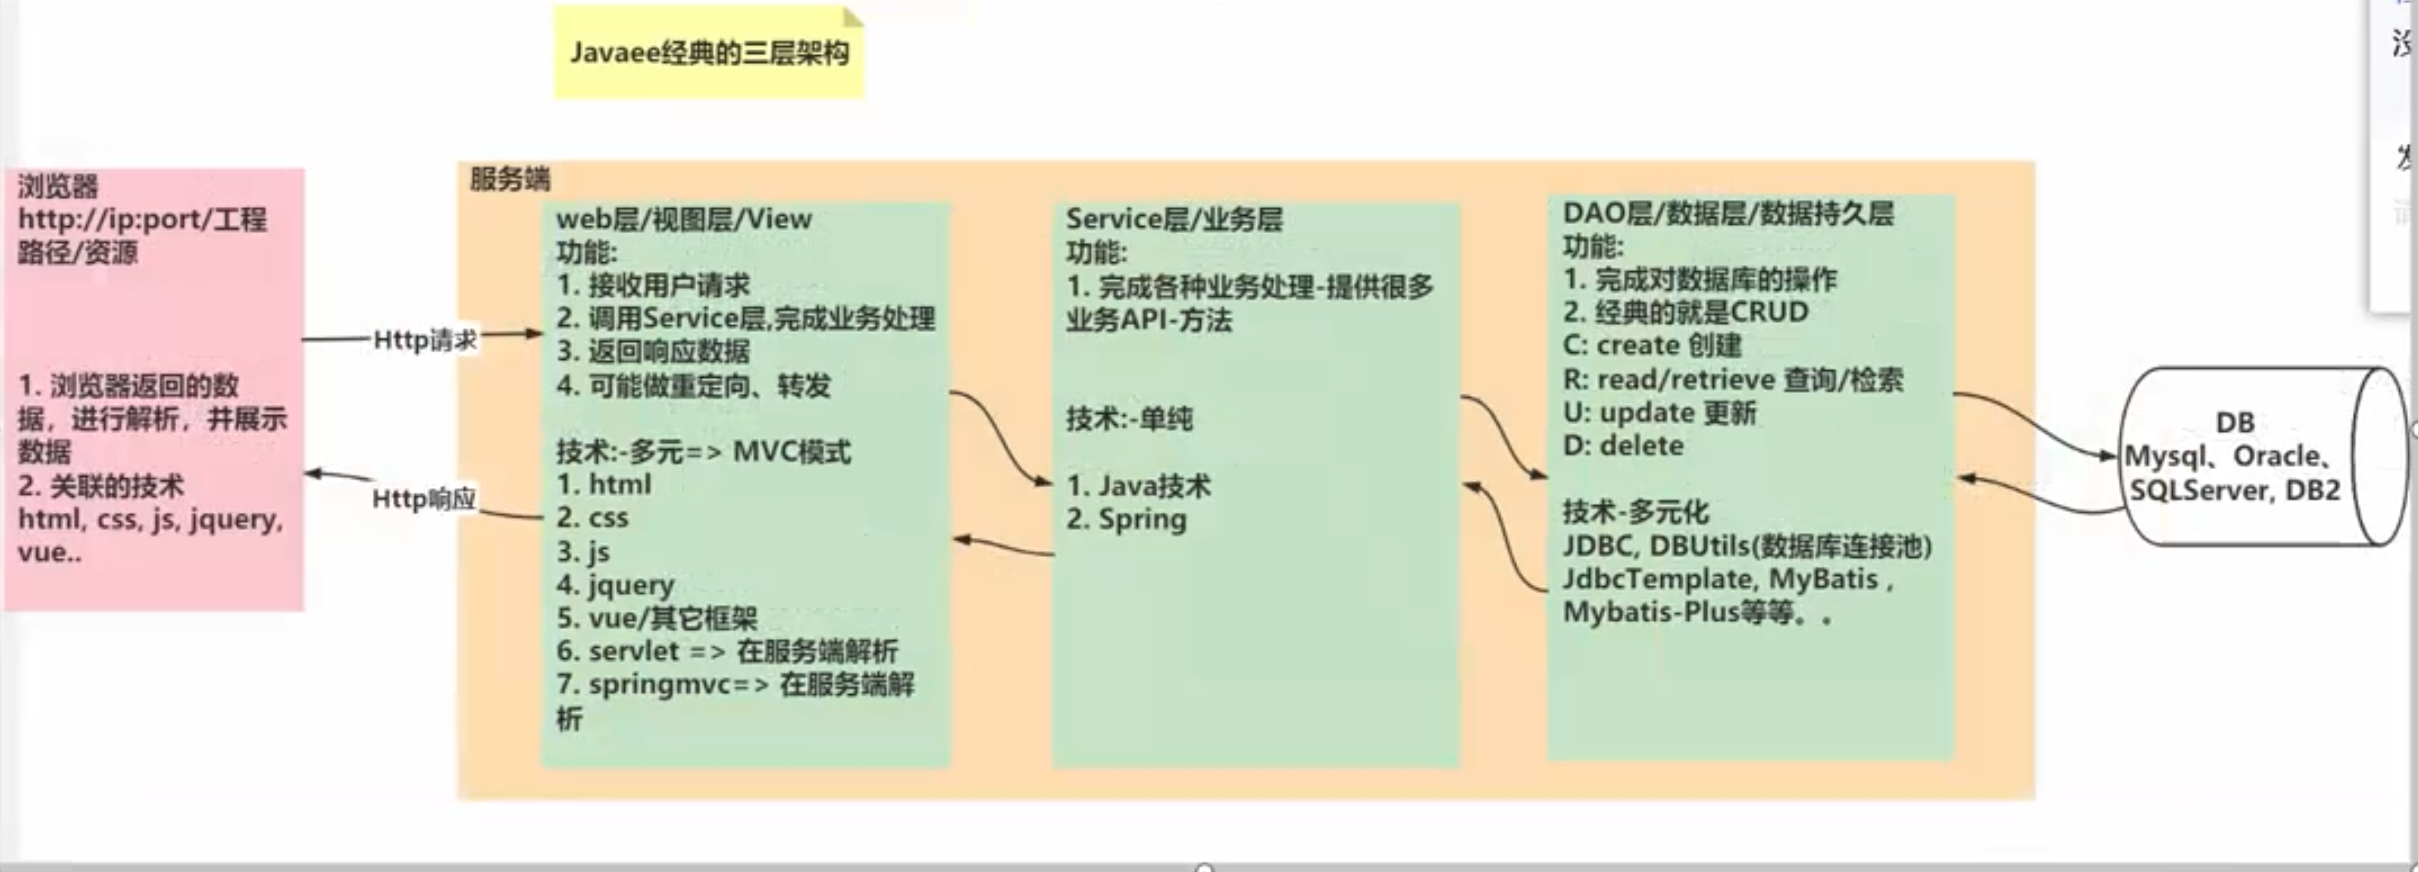 Javaee经典的三层架构
浏览器
http://ip:port/工程
路径/资源
1. 浏览器返回的数
据，进行解析，并展示
数据
2. 关联的技术
html, css, js, jquery,
vue..
Http请求
Http响应
服务端
web层/视图层/View
功能:
1. 接收用户请求
2. 调用Service层,完成业务处理
3. 返回响应数据
4. 可能做重定向、转发
技术:-多元=> MVC模式
1. html
2. css
3. js
4. jquery
5. vue/其它框架
6. servlet => 在服务端解析
7. springmvc=> 在服务端解
析
Service层/业务层
功能:
1. 完成各种业务处理-提供很多
业务API-方法
技术:-单纯
1. Java技术
2. Spring
DAO层/数据层/数据持久层
功能:
1. 完成对数据库的操作
2. 经典的就是CRUD
C: create 创建
R: read/retrieve 查询/检索
U: update 更新
D: delete
技术-多元化
JDBC, DBUtils(数据库连接池)
JdbcTemplate, MyBatis ,
Mybatis-Plus等等。。
DB
Mysql、Oracle、
SQLServer, DB2